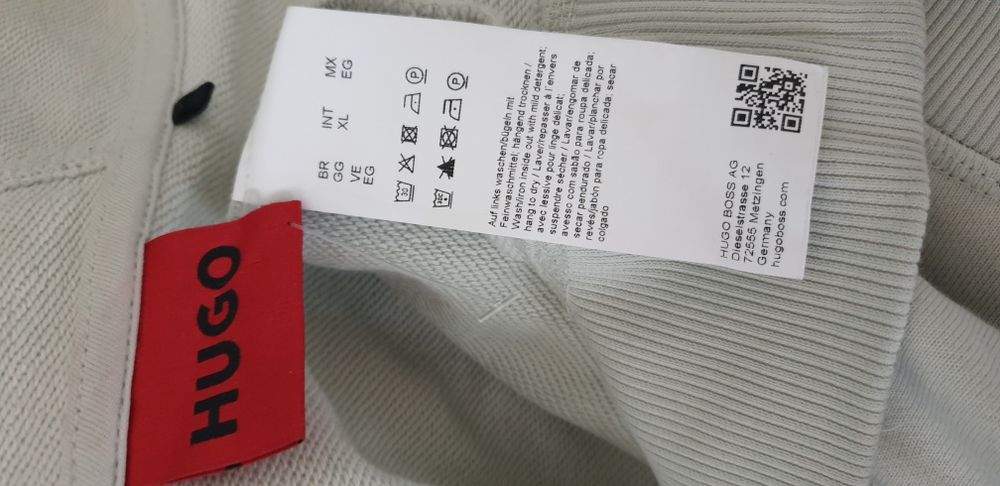 HUGO
BR
GG
VE
EG
INT
XL
MX
EG
30
P
P
30
Auf links waschen/bügeln mit
Feinwaschmittel; hängend trocknen /
Wash/iron inside out with mild detergent;
hang to dry / Laver/repasser à l'envers
avec lessive pour linge délicat;
suspendre sécher / Lavar/engomar de
avesso com sabão para roupa delicada;
secar pendurado / Lavar/planchar por
revés/jabón para ropa delicada; secar
colgado
HUGO BOSS AG
Dieselstrasse 12
72555 Metzingen
Germany
hugoboss.com